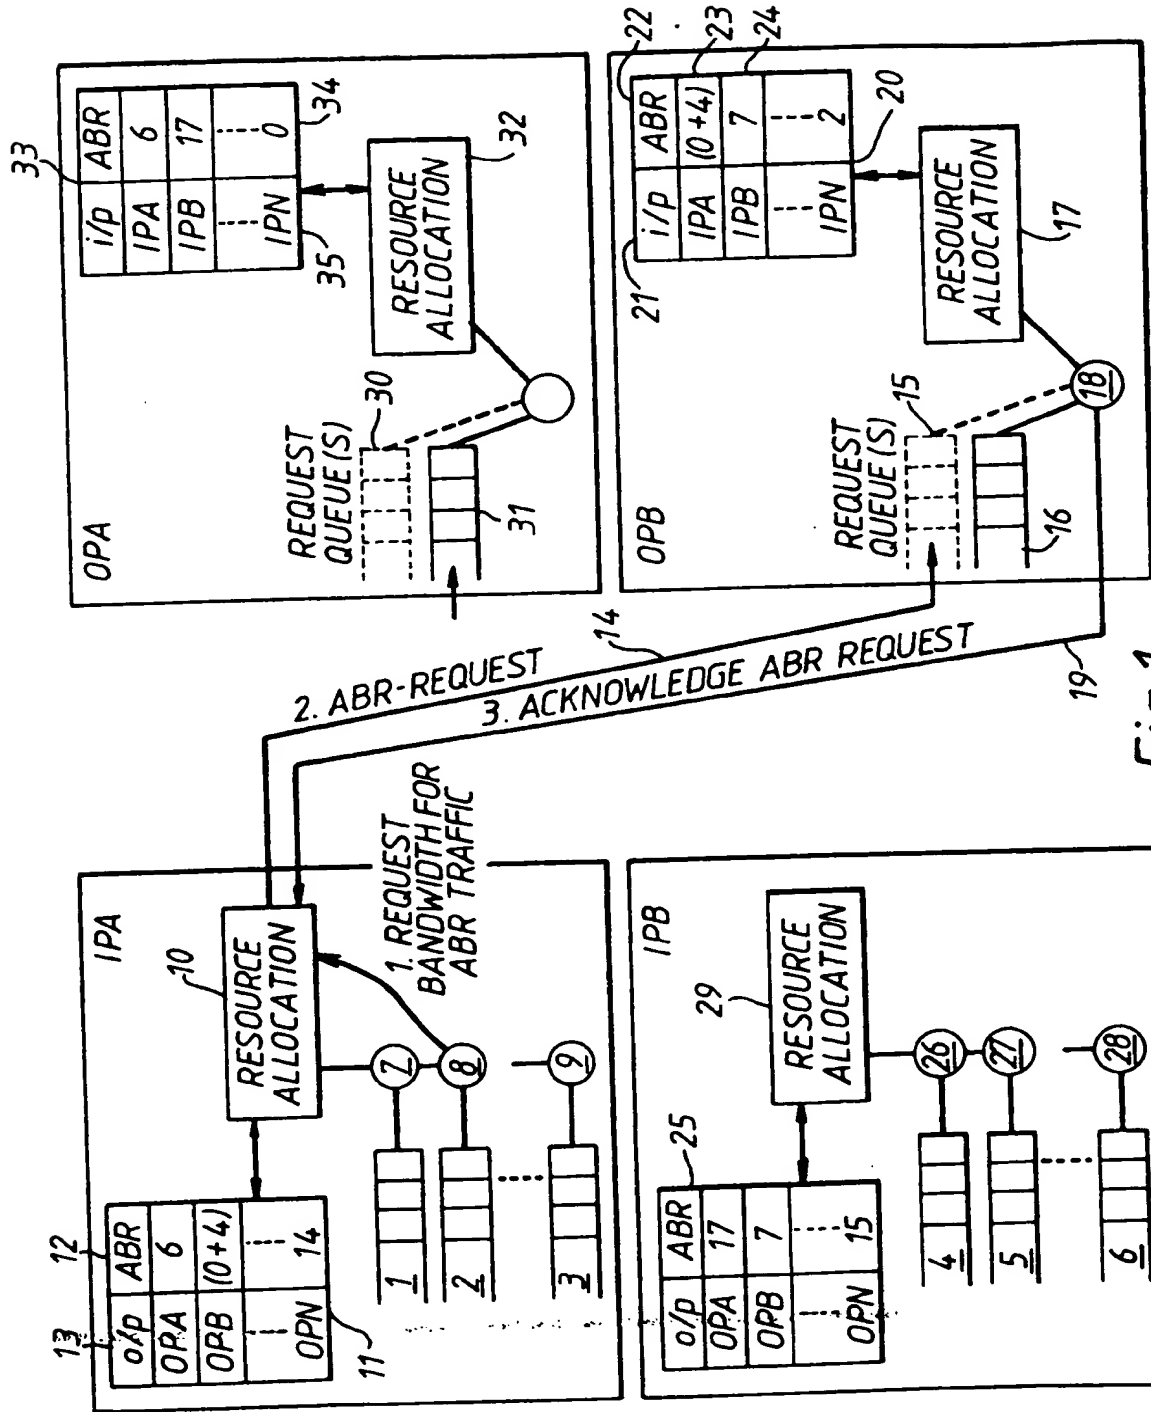 IPA
13
12
o/p ABR
OPA 6
OPB (0+4)
OPN 14
11
10
RESOURCE
ALLOCATION
1. REQUEST
BANDWIDTH FOR
ABR TRAFFIC
1
2
3
7
8
9
2. ABR-REQUEST
14
3. ACKNOWLEDGE ABR REQUEST
19
OPA
33
i/p ABR
IPA 6
IPB 17
IPN 0
34
35
REQUEST
QUEUE(S)
30
31
RESOURCE
ALLOCATION
32
IPB
25
o/p ABR
OPA 17
OPB 7
OPN 15
29
RESOURCE
ALLOCATION
4
5
6
26
27
28
OPB
21
22
23
24
i/p ABR
IPA (0+4)
IPB 7
IPN 2
20
REQUEST
QUEUE(S)
15
16
RESOURCE
ALLOCATION
17
18
Fig.1